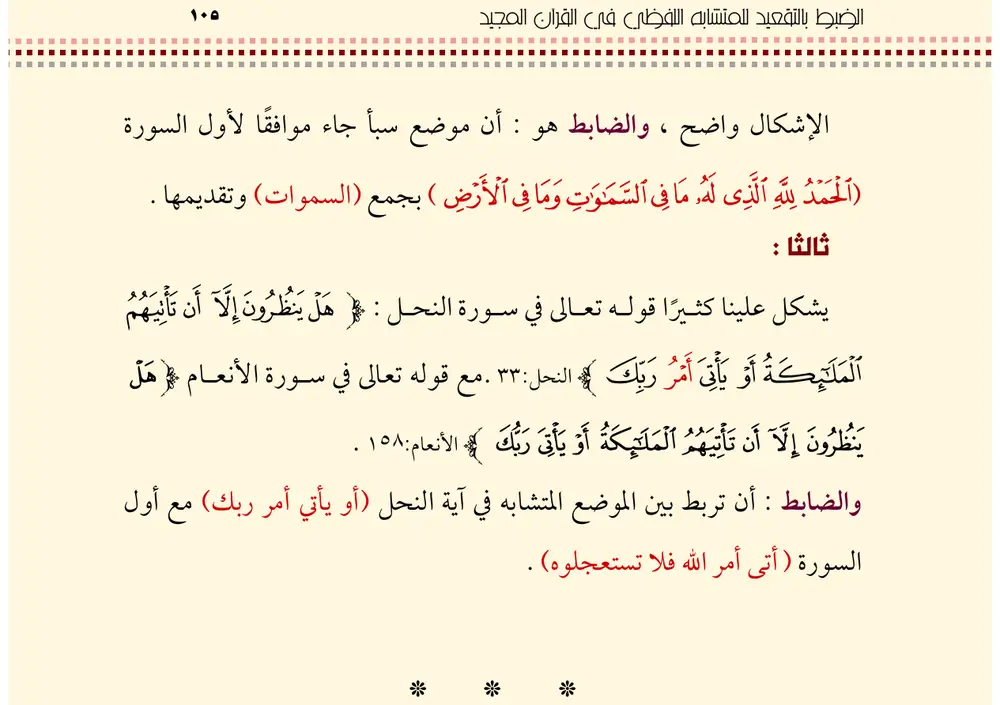 الضبط بالتقعيد للمتشابه اللفظي في القرآن المجيد ١٠٥
الإشكال واضح ، والضابط هو : أن موضع سبأ جاء موافقًا لأول السورة
(ٱلْحَمْدُ لِلَّهِ ٱلَّذِى لَهُۥ مَا فِى ٱلسَّمَـٰوَٰتِ وَمَا فِى ٱلْأَرْضِ ) بجمع (السموات) وتقديمها .
ثالثا :
يشكل علينا كثيرًا قوله تعالى في سورة النحل : ﴿ هَلْ يَنظُرُونَ إِلَّآ أَن تَأْتِيَهُمُ
ٱلْمَلَـٰٓئِكَةُ أَوْ يَأْتِىَ أَمْرُ رَبِّكَ ﴾ النحل:٣٣ .مع قوله تعالى في سورة الأنعام ﴿ هَلْ
يَنظُرُونَ إِلَّآ أَن تَأْتِيَهُمُ ٱلْمَلَـٰٓئِكَةُ أَوْ يَأْتِىَ رَبُّكَ ﴾ الأنعام:١٥٨ .
والضابط : أن تربط بين الموضع المتشابه في آية النحل (أو يأتي أمر ربك) مع أول
السورة (أتى أمر الله فلا تستعجلوه) .